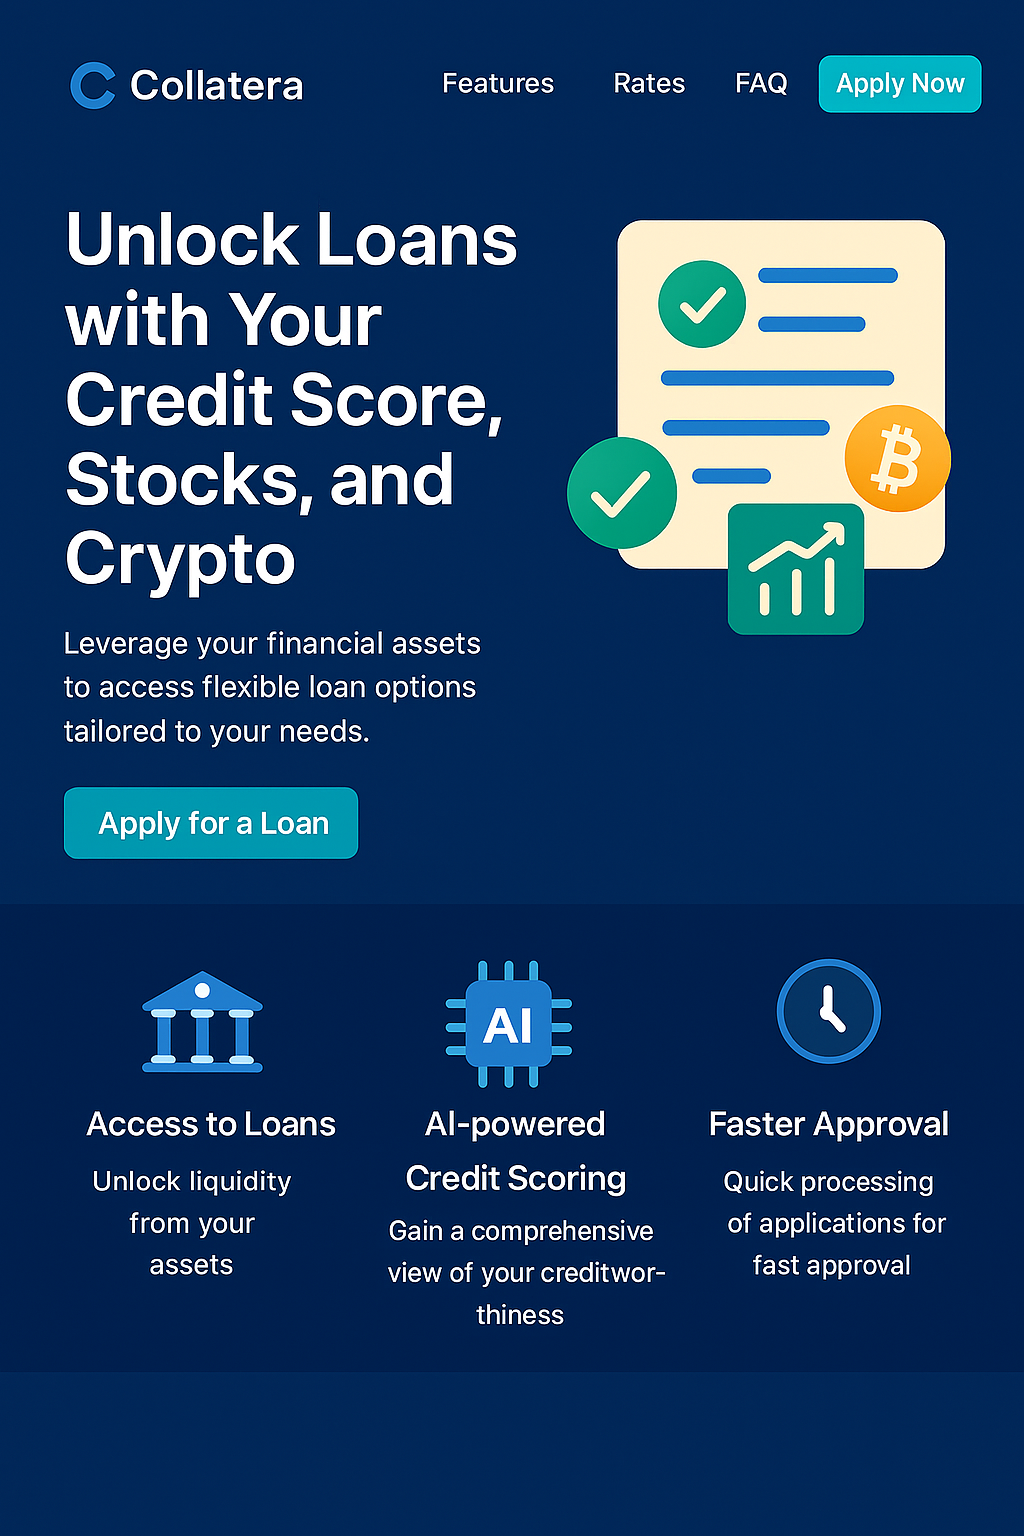 Collatera
Features
Rates
FAQ
Apply Now
Unlock Loans
with Your
Credit Score,
Stocks, and
Crypto
Leverage your financial assets
to access flexible loan options
tailored to your needs.
Apply for a Loan
AI
Access to Loans
Unlock liquidity
from your
assets
AI-powered
Credit Scoring
Gain a comprehensive
view of your creditwor-
thiness
Faster Approval
Quick processing
of applications for
fast approval